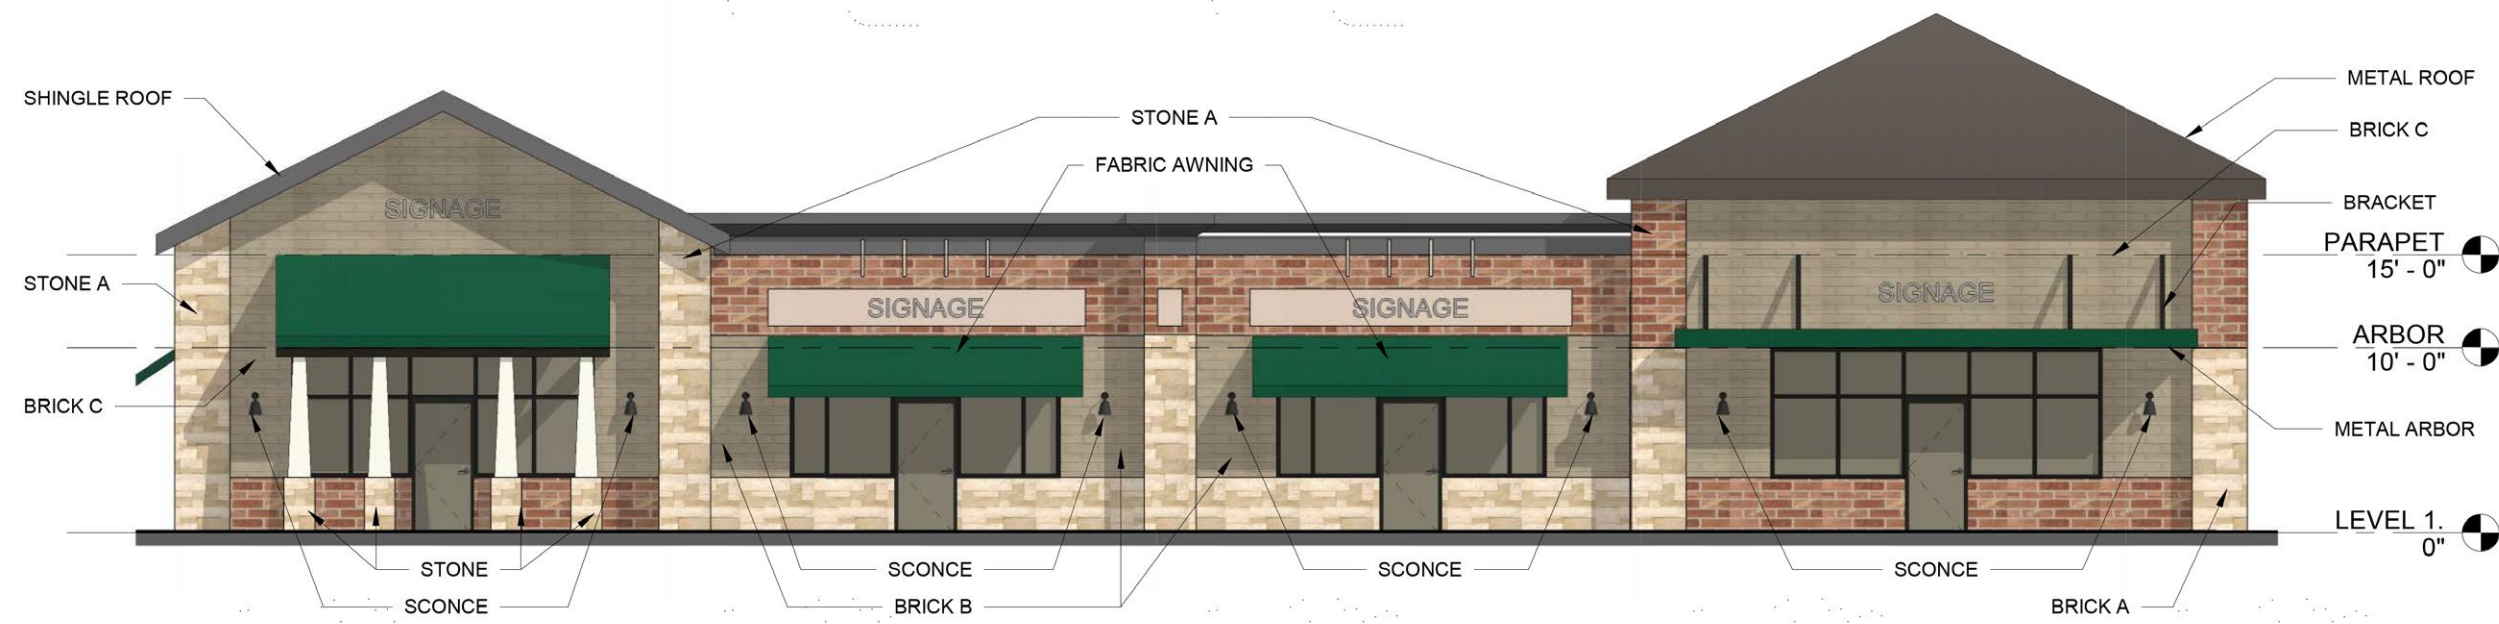 SHINGLE ROOF
STONE A
METAL ROOF
BRICK C
FABRIC AWNING
SIGNAGE
BRACKET
PARAPET
15' - 0"
STONE A
SIGNAGE
SIGNAGE
SIGNAGE
ARBOR
10' - 0"
BRICK C
METAL ARBOR
LEVEL 1.
0"
STONE
SCONCE
SCONCE
SCONCE
SCONCE
BRICK B
BRICK A